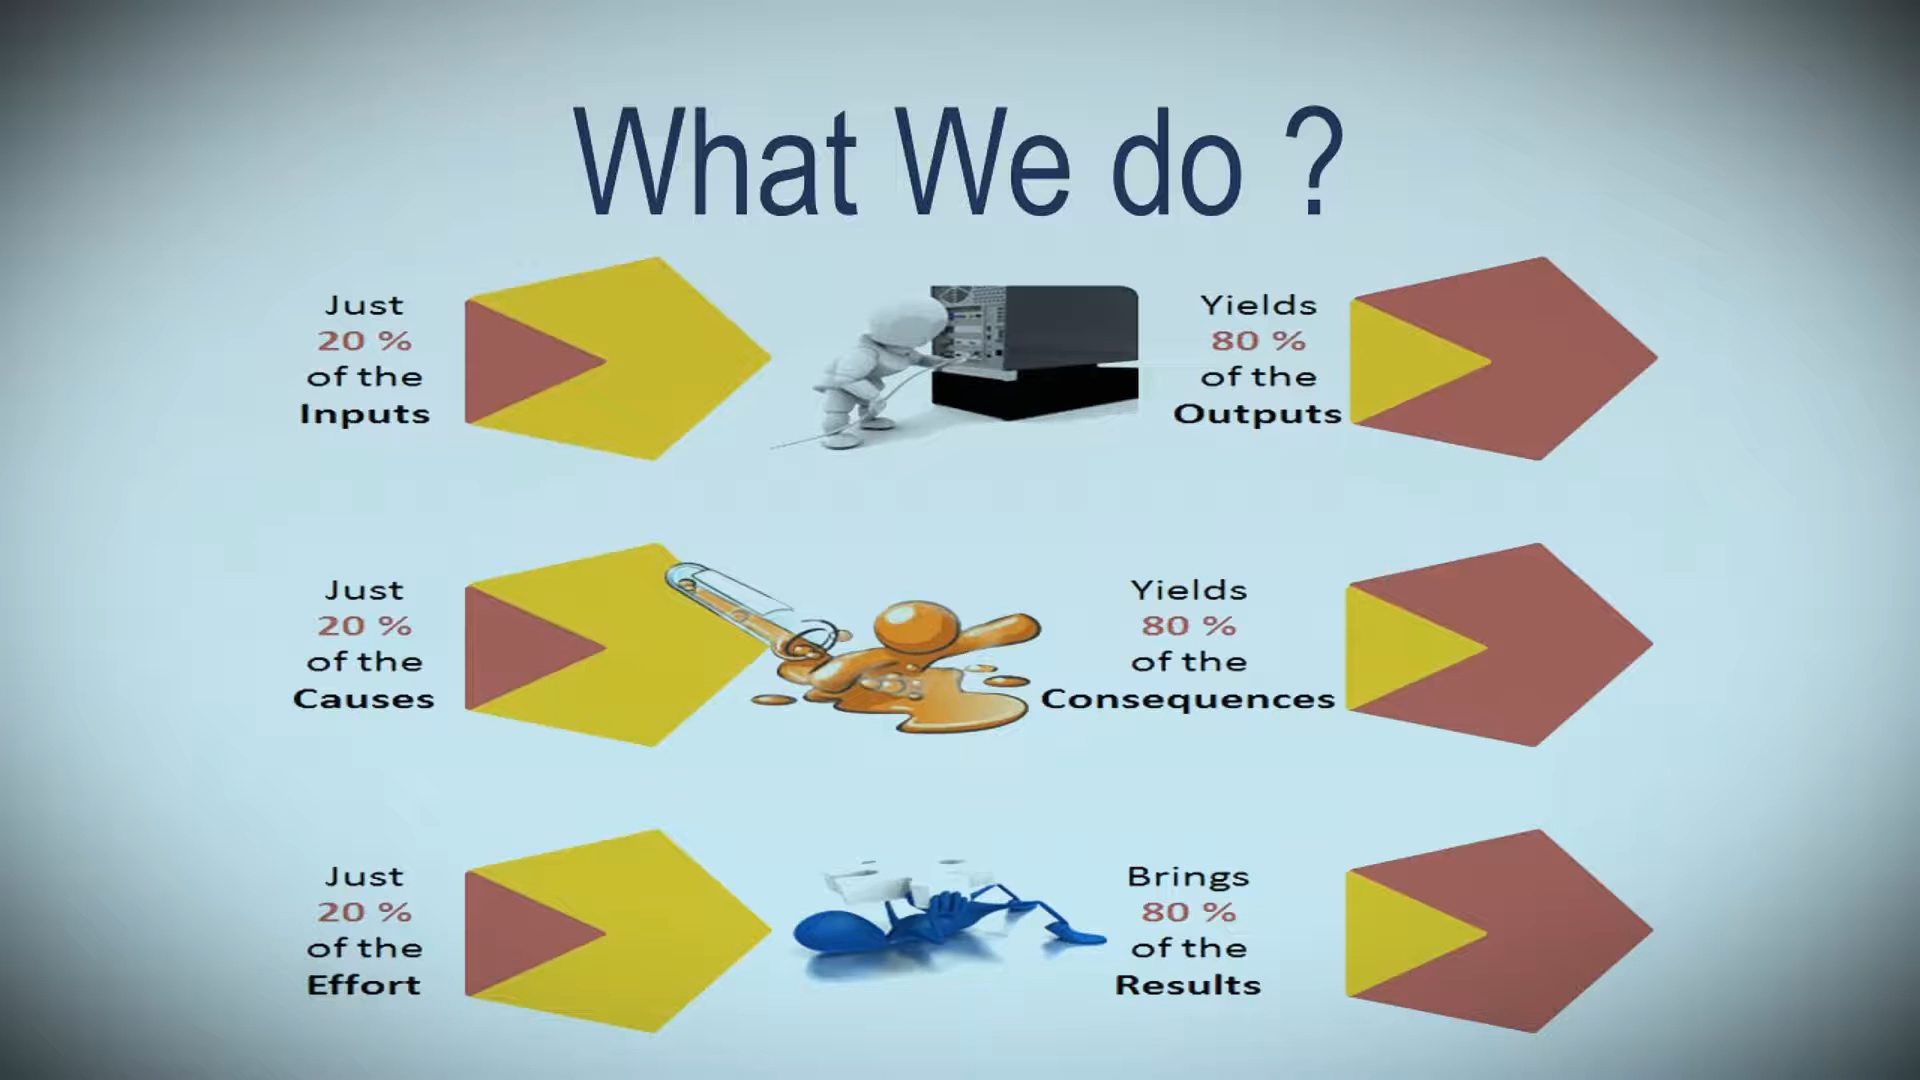 What We do ?
Just
20 %
of the
Inputs
Yields
80 %
of the
Outputs
Just
20 %
of the
Causes
Yields
80 %
of the
Consequences
Just
20 %
of the
Effort
Brings
80 %
of the
Results